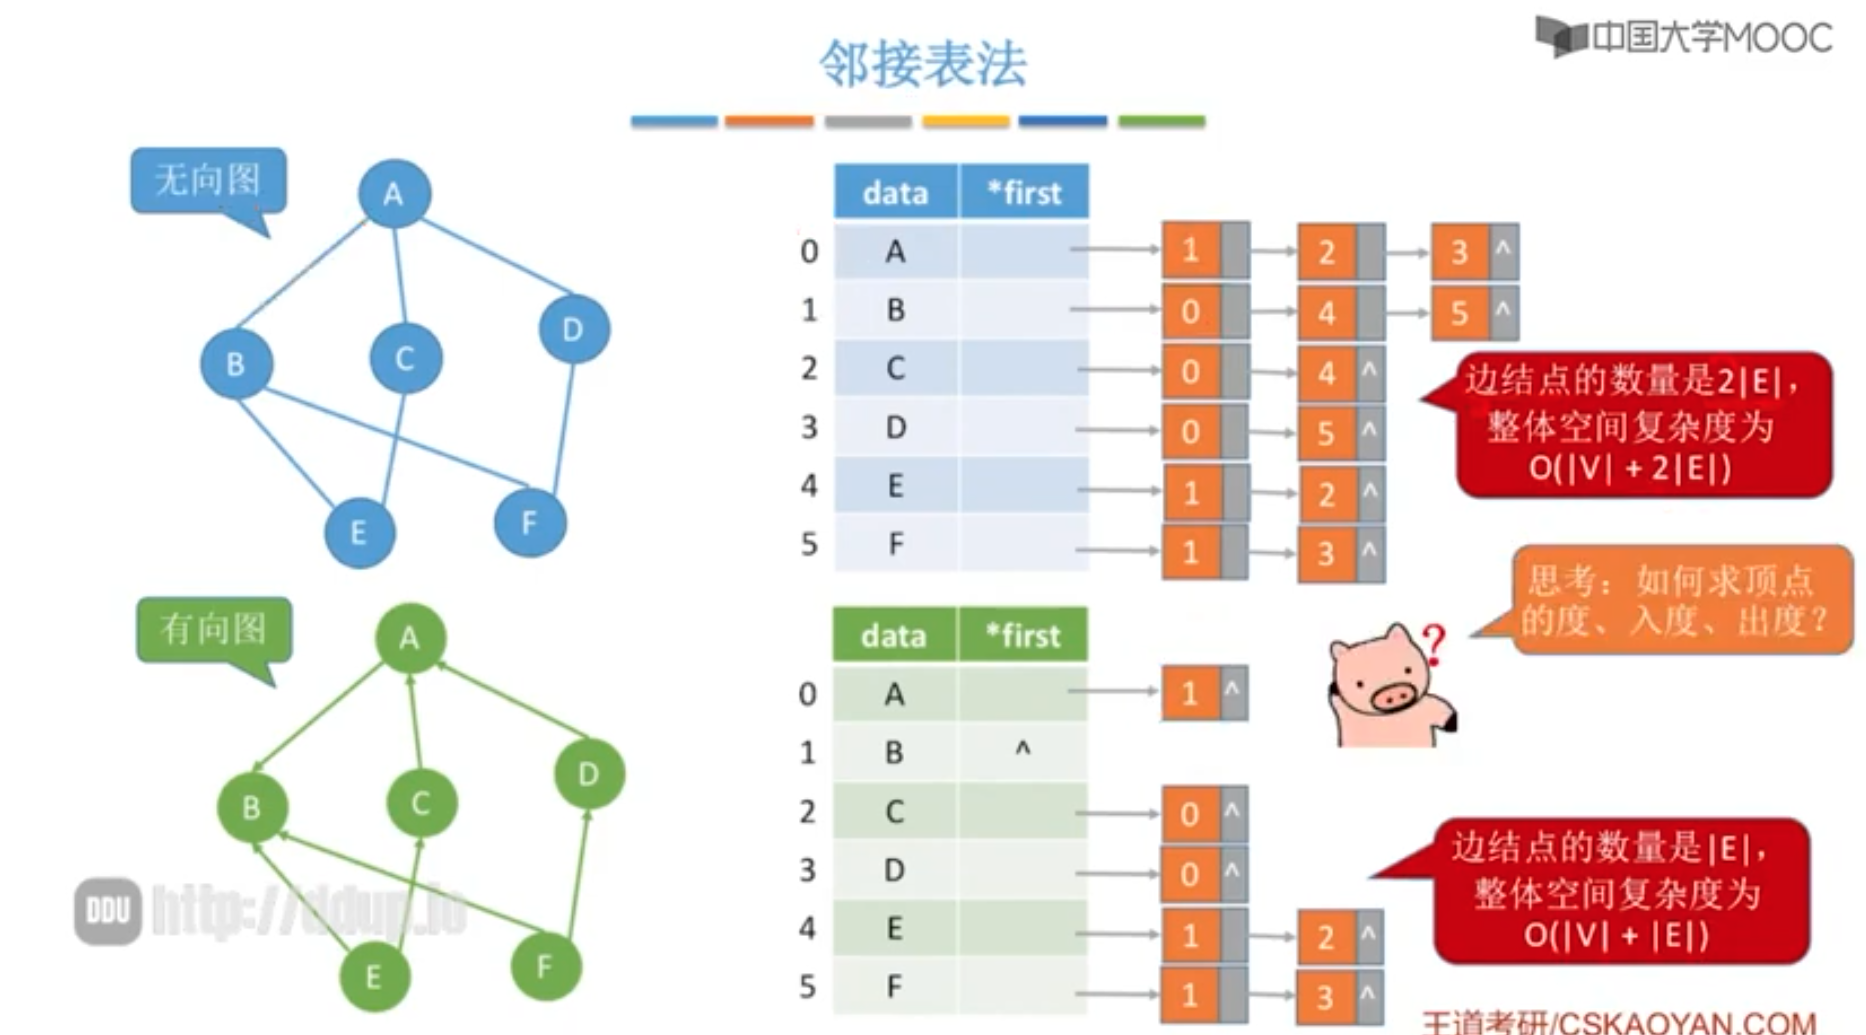 中国大学MOOC
邻接表法
无向图
A
B
C
D
E
F
data *first
0 A 1 2 3 ^
1 B 0 4 5 ^
2 C 0 4 ^
3 D 0 5 ^
4 E 1 2 ^
5 F 1 3 ^
边结点的数量是2|E|,
整体空间复杂度为
O(|V| + 2|E|)
思考：如何求顶点
的度、入度、出度？
?
有向图
A
B
C
D
E
F
data *first
0 A 1 ^
1 B ^
2 C 0 ^
3 D 0 ^
4 E 1 2 ^
5 F 1 3 ^
边结点的数量是|E|,
整体空间复杂度为
O(|V| + |E|)
DDU http://ddup.io
王道考研/CSKAOYAN.COM